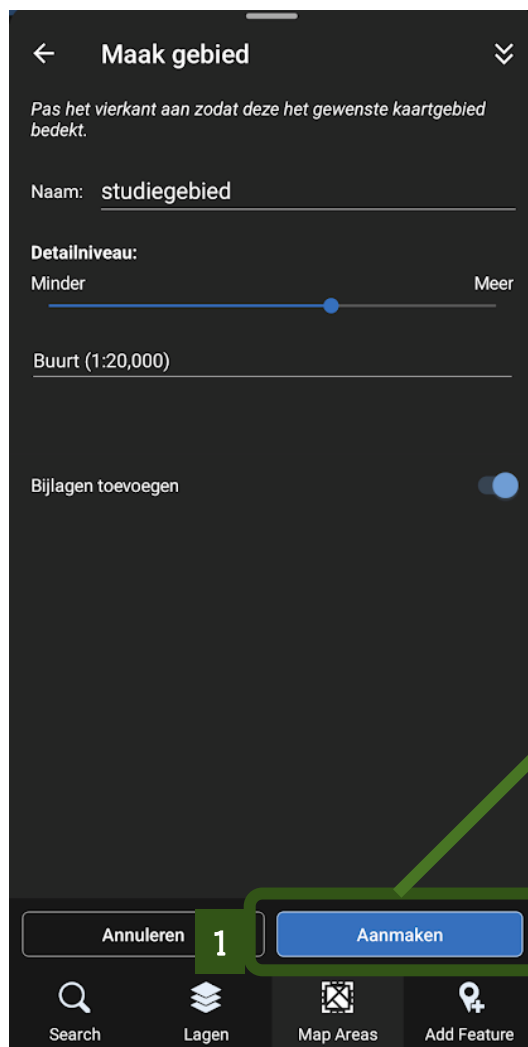 Maak gebied
Pas het vierkant aan zodat deze het gewenste kaartgebied
bedekt.
Naam: studiegebied
Detailniveau:
Minder Meer
Buurt (1:20,000)
Bijlagen toevoegen
Annuleren 1 Aanmaken
Search Lagen Map Areas Add Feature